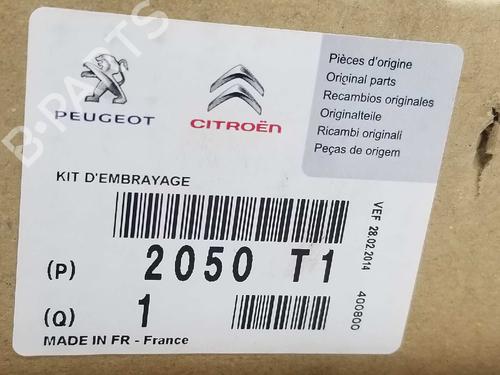 PEUGEOT
CITROËN
Pièces d'origine
Original parts
Recambios originales
Originalteile
Ricambi originali
Peças de origem
KIT D'EMBRAYAGE
(P) 2050 T1
(Q) 1
MADE IN FR - France
VEF 28.02.2014
400800
B-PARTS